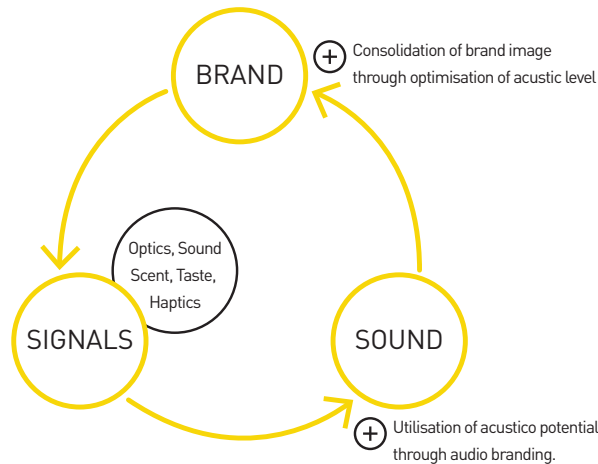 BRAND
+ Consolidation of brand image
through optimisation of acustic level
Optics, Sound
Scent, Taste,
Haptics
SIGNALS
SOUND
+ Utilisation of acustico potential
through audio branding.